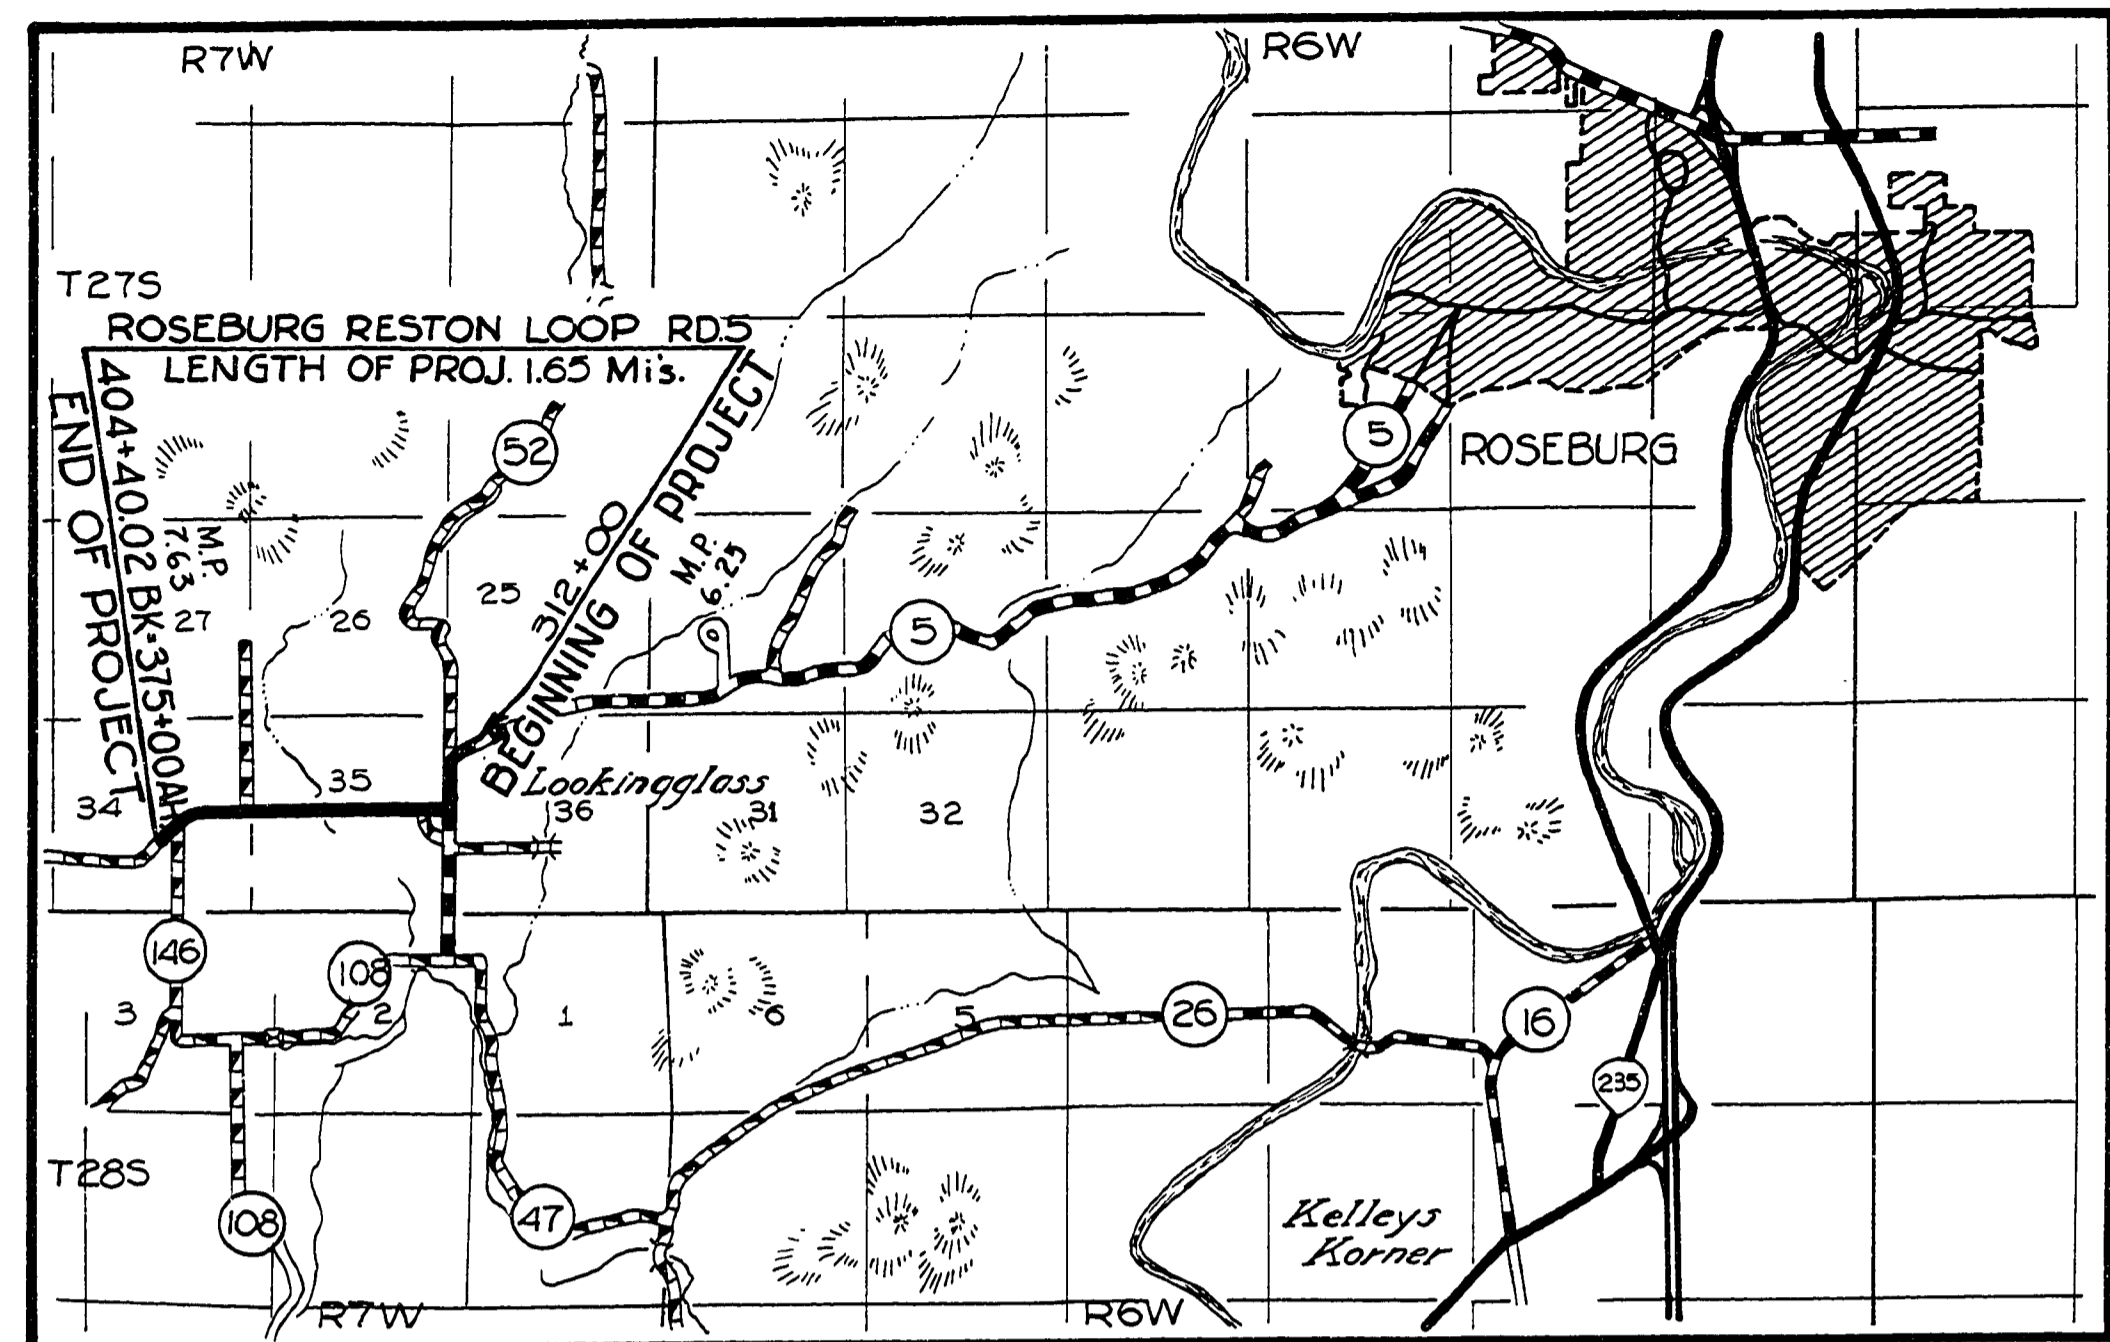 R7W
R6W
T27S
ROSEBURG RESTON LOOP RD.5
LENGTH OF PROJ. 1.65 Mi's.
404+40.02 BK=375+00AH
END OF PROJECT
M.P.
7.63
312+00
BEGINNING OF PROJECT
M.P.
6.25
52
5
ROSEBURG
5
25
26
27
Lookingglass
34
35
36
31
32
146
108
3
2
1
6
5
26
16
235
T28S
108
47
Kelleys
Korner
R7W
R6W